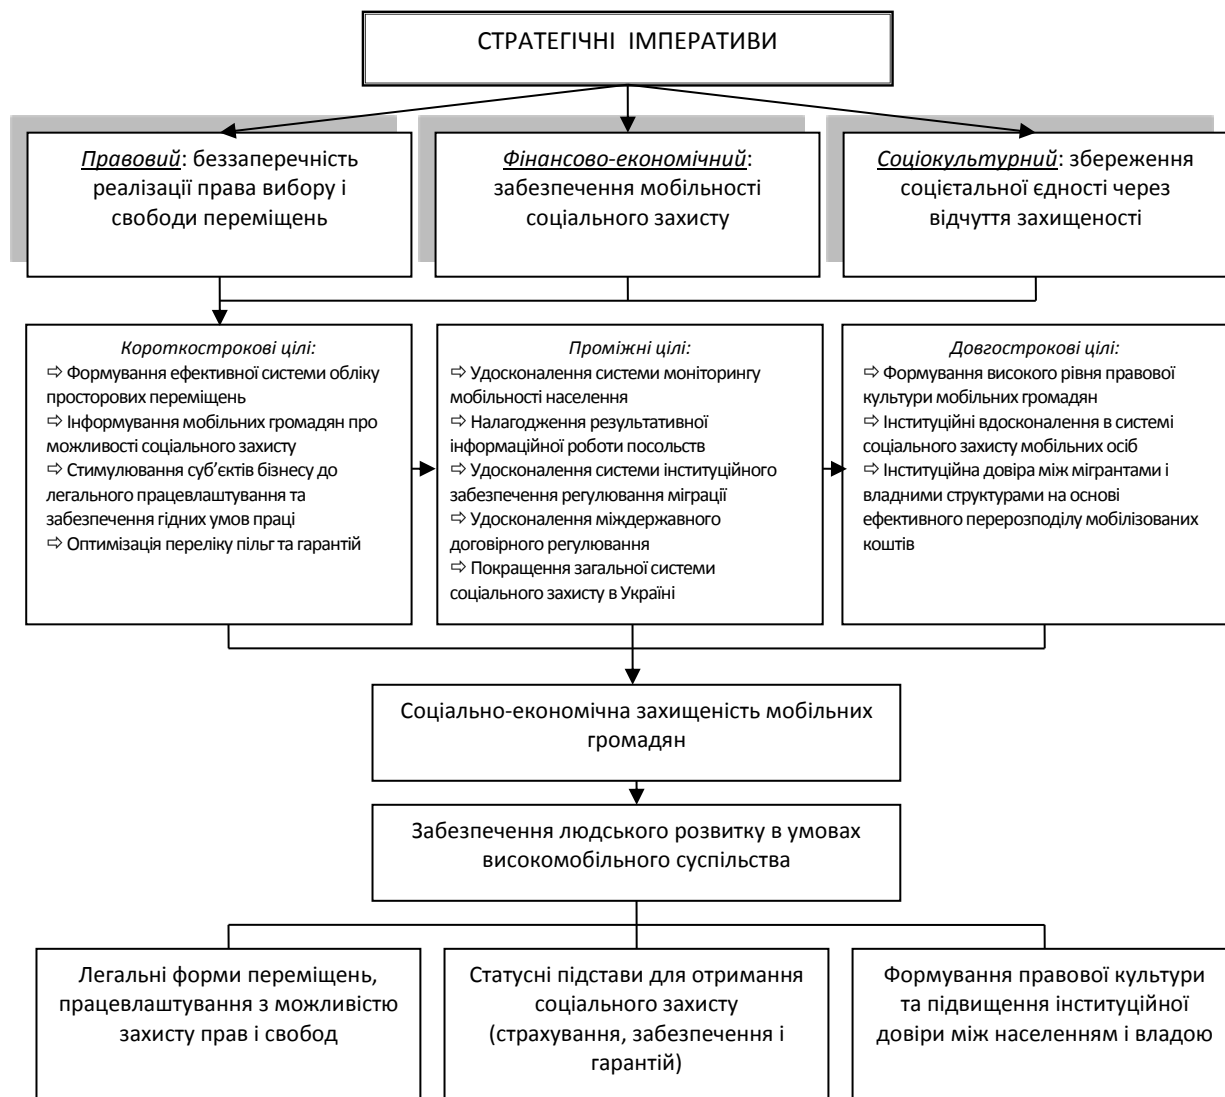 СТРАТЕГІЧНІ ІМПЕРАТИВИ
Правовий: беззаперечність
реалізації права вибору і
свободи переміщень
Фінансово-економічний:
забезпечення мобільності
соціального захисту
Соціокультурний: збереження
соцієтальної єдності через
відчуття захищеності
Короткострокові цілі:
⇨ Формування ефективної системи обліку
просторових переміщень
⇨ Інформування мобільних громадян про
можливості соціального захисту
⇨ Стимулювання суб’єктів бізнесу до
легального працевлаштування та
забезпечення гідних умов праці
⇨ Оптимізація переліку пільг та гарантій
Проміжні цілі:
⇨ Удосконалення системи моніторингу
мобільності населення
⇨ Налагодження результативної
інформаційної роботи посольств
⇨ Удосконалення системи інституційного
забезпечення регулювання міграції
⇨ Удосконалення міждержавного
договірного регулювання
⇨ Покращення загальної системи
соціального захисту в Україні
Довгострокові цілі:
⇨ Формування високого рівня правової
культури мобільних громадян
⇨ Інституційні вдосконалення в системі
соціального захисту мобільних осіб
⇨ Інституційна довіра між мігрантами і
владними структурами на основі
ефективного перерозподілу мобілізованих
коштів
Соціально-економічна захищеність мобільних
громадян
Забезпечення людського розвитку в умовах
високомобільного суспільства
Легальні форми переміщень,
працевлаштування з можливістю
захисту прав і свобод
Статусні підстави для отримання
соціального захисту
(страхування, забезпечення і
гарантій)
Формування правової культури
та підвищення інституційної
довіри між населенням і владою